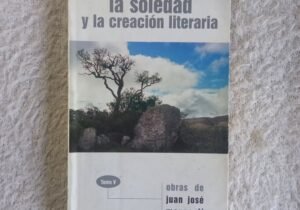 la soledad
y la creación literaria
Tomo V
obras de
juan josé